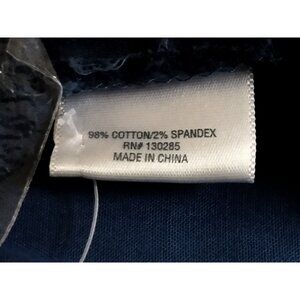 98% COTTON/2% SPANDEX
RN# 130285
MADE IN CHINA